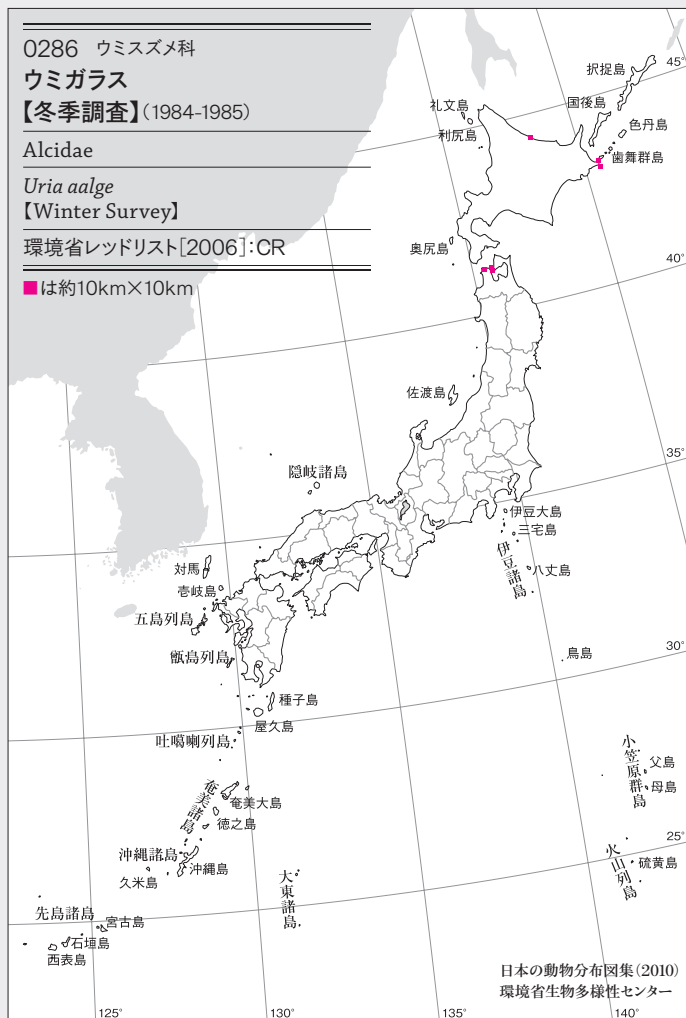 0286 ウミスズメ科
ウミガラス
【冬季調査】(1984-1985)
Alcidae
Uria aalge
【Winter Survey】
環境省レッドリスト[2006]:CR
■は約10km×10km
45°
択捉島
国後島
礼文島
色丹島
利尻島
歯舞群島
奥尻島
40°
佐渡島
35°
隠岐諸島
伊豆大島
三宅島
伊豆諸島
八丈島
対馬
壱岐島
五島列島
甑島列島
鳥島
30°
種子島
屋久島
吐噶喇列島
小笠原群島
父島
母島
奄美諸島
奄美大島
徳之島
25°
沖縄諸島
沖縄島
久米島
火山列島
硫黄島
大東諸島
先島諸島
宮古島
石垣島
西表島
日本の動物分布図集(2010)
環境省生物多様性センター
125°
130°
135°
140°